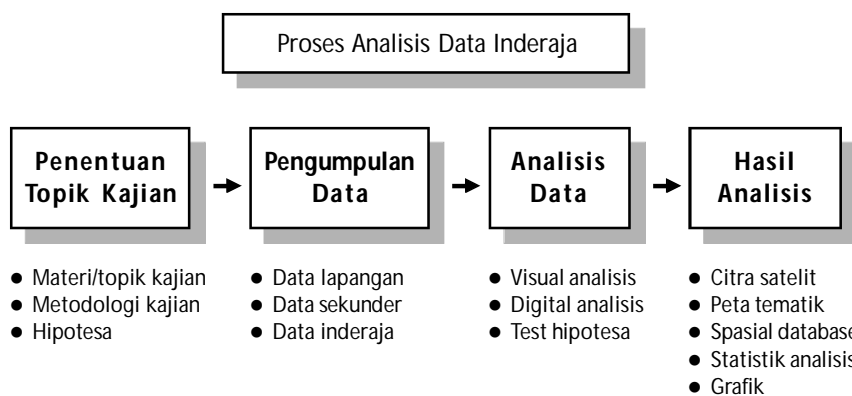 Proses Analisis Data Inderaja
Penentuan
Topik Kajian
Pengumpulan
Data
Analisis
Data
Hasil
Analisis
● Materi/topik kajian
● Metodologi kajian
● Hipotesa
● Data lapangan
● Data sekunder
● Data inderaja
● Visual analisis
● Digital analisis
● Test hipotesa
● Citra satelit
● Peta tematik
● Spasial database
● Statistik analisis
● Grafik